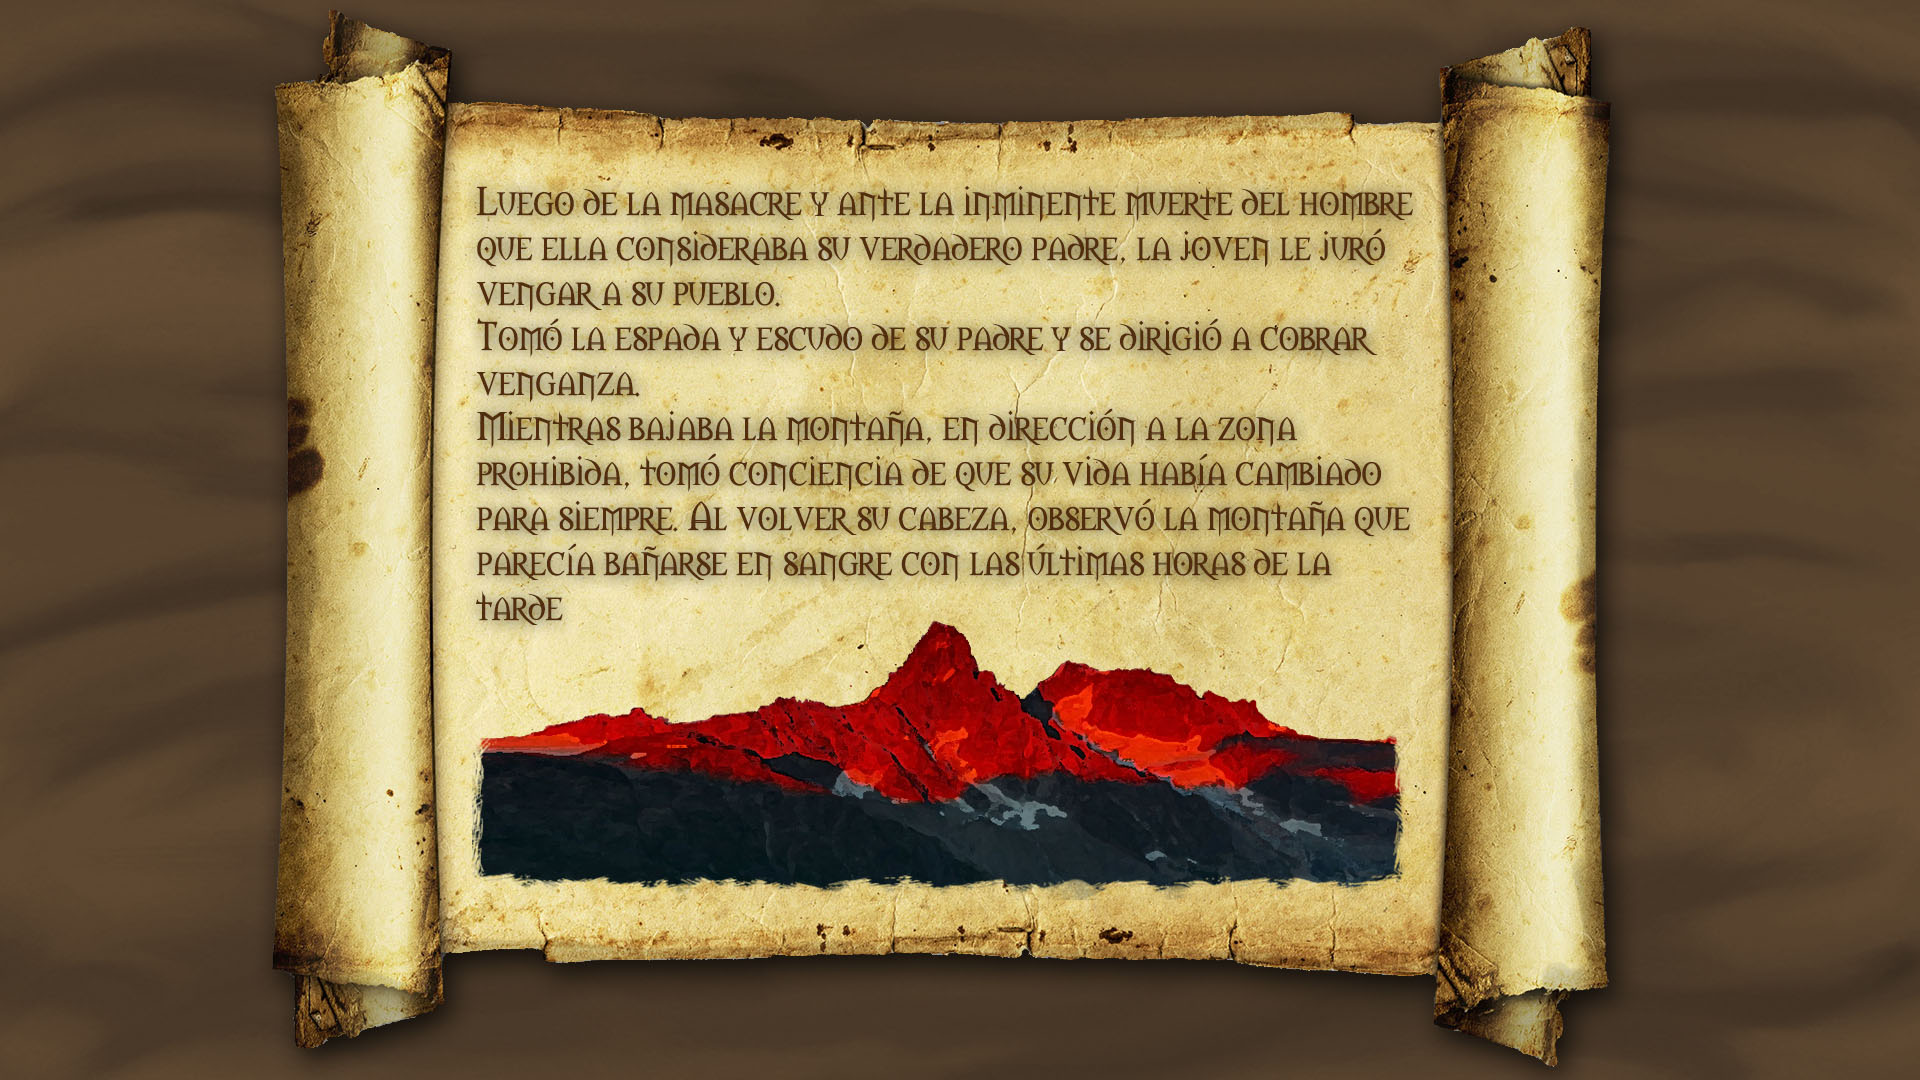 Luego de la masacre y ante la inminente muerte del hombre
que ella consideraba su verdadero padre, la joven le juró
vengar a su pueblo.
Tomó la espada y escudo de su padre y se dirigió a cobrar
venganza.
Mientras bajaba la montaña, en dirección a la zona
prohibida, tomó conciencia de que su vida había cambiado
para siempre. Al volver su cabeza, observó la montaña que
parecía bañarse en sangre con las últimas horas de la
tarde